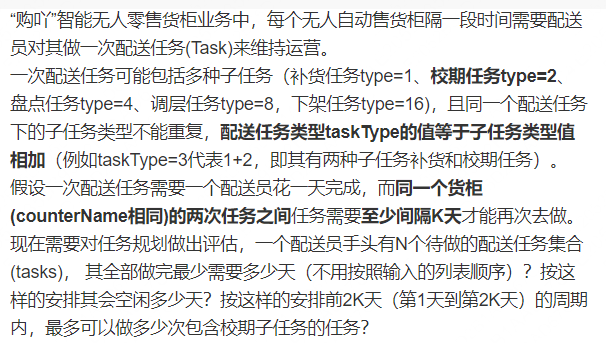 “购吖”智能无人零售货柜业务中，每个无人自动售货柜隔一段时间需要配送
员对其做一次配送任务(Task)来维持运营。
一次配送任务可能包括多种子任务（补货任务type=1、校期任务type=2、
盘点任务type=4、调层任务type=8，下架任务type=16)，且同一个配送任务
下的子任务类型不能重复，配送任务类型taskType的值等于子任务类型值
相加（例如taskType=3代表1+2，即其有两种子任务补货和校期任务）。
假设一次配送任务需要一个配送员花一天完成，而同一个货柜
(counterName相同)的两次任务之间任务需要至少间隔K天才能再次去做。
现在需要对任务规划做出评估，一个配送员手头有N个待做的配送任务集合
(tasks)， 其全部做完最少需要多少天（不用按照输入的列表顺序）？按这
样的安排其会空闲多少天？按这样的安排前2K天（第1天到第2K天）的周期
内，最多可以做多少次包含校期子任务的任务？